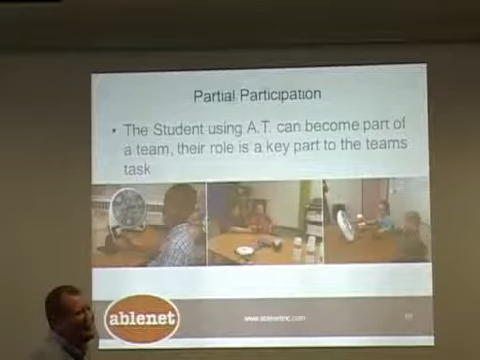 Partial Participation
• The Student using A.T. can become part of
a team, their role is a key part to the teams
task
ablenet
www.ablenetinc.com